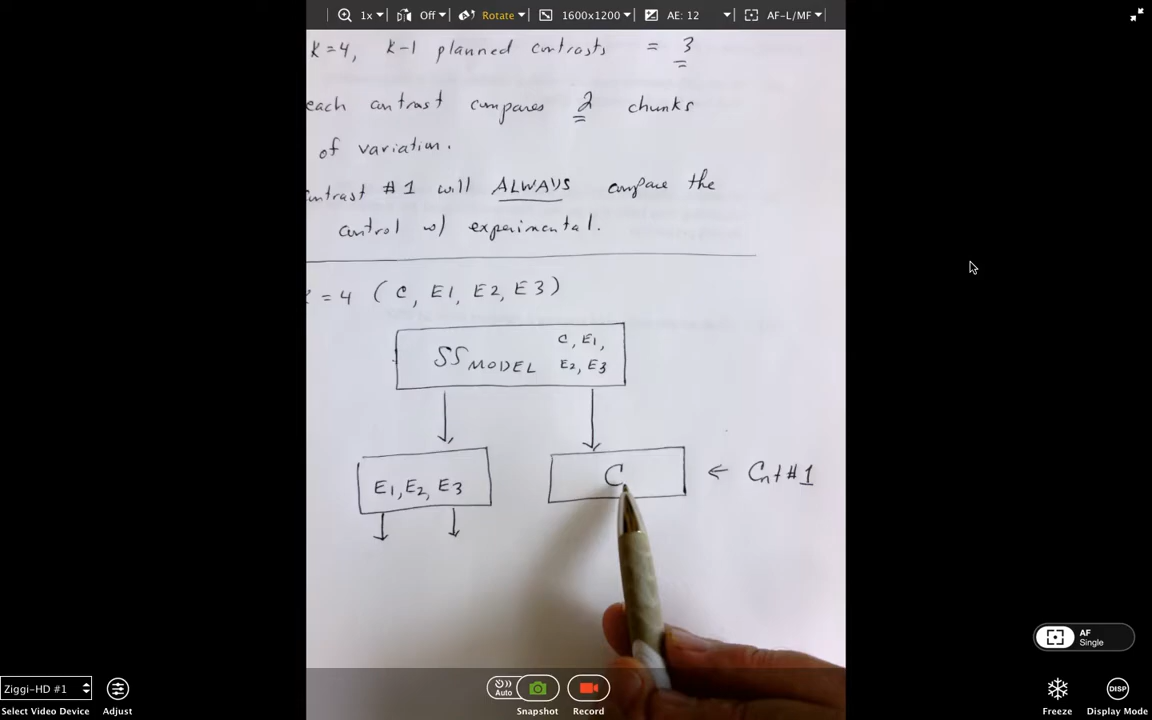 1x Off Rotate 1600x1200 AE: 12 AF-L/MF
K=4, K-1 planned contrasts = 3
each contrast compares 2 chunks
of variation.
ontrast #1 will ALWAYS compare the
control w/ experimental.
= 4 (C, E1, E2, E3)
SS MODEL C, E1,
E2, E3
E1, E2, E3
C
← Cnt #1
AF
Single
Ziggi-HD #1
Auto
Select Video Device
Adjust
Snapshot
Record
Freeze
DISP
Display Mode